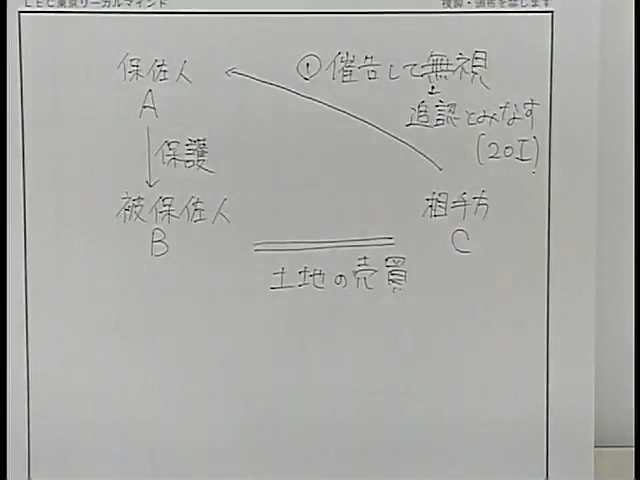 LEC東京リーガルマインド
複製・頒布を禁じます
保佐人
A
①催告して無視
↓
追認とみなす
(20I)
保護
被保佐人
B
相手方
C
土地の売買